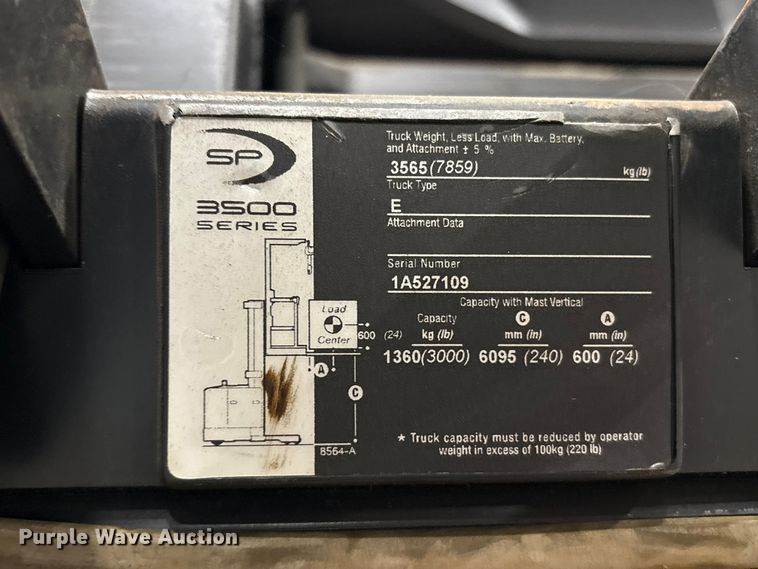 SP
3500
SERIES
Load
Center
600 (24)
A
C
8564-A
Truck Weight, Less Load, with Max. Battery,
and Attachment ± 5 %
3565 (7859) kg (lb)
Truck Type
E
Attachment Data
Serial Number
1A527109
Capacity with Mast Vertical
Capacity C A
kg (lb) mm (in) mm (in)
1360 (3000) 6095 (240) 600 (24)
* Truck capacity must be reduced by operator
weight in excess of 100kg (220 lb)
Purple Wave Auction